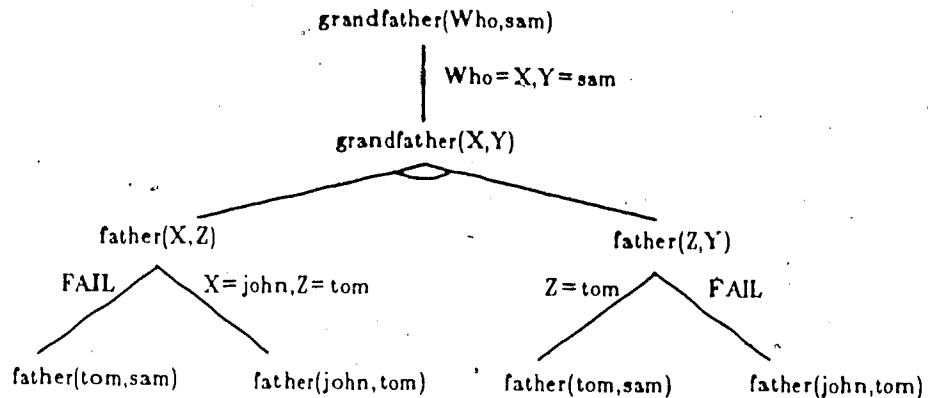 grandfather(Who,sam)
Who=X,Y=sam
grandfather(X,Y)
father(X,Z) father(Z,Y)
FAIL X=john,Z=tom Z=tom FAIL
father(tom,sam) father(john,tom) father(tom,sam) father(john,tom)